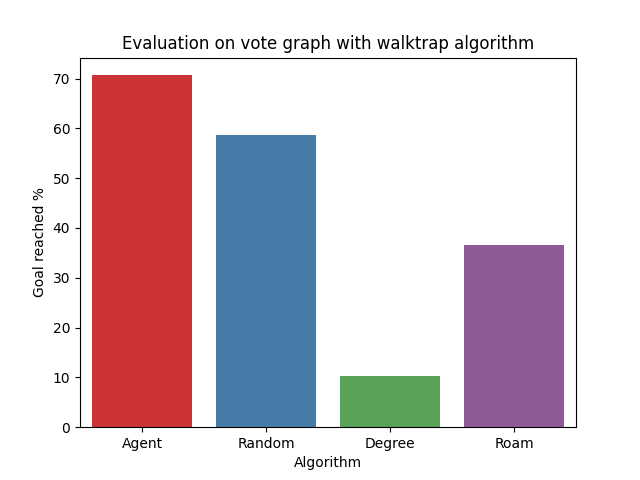 Evaluation on vote graph with walktrap algorithm
Goal reached %
70
60
50
40
30
20
10
0
Agent Random Degree Roam
Algorithm